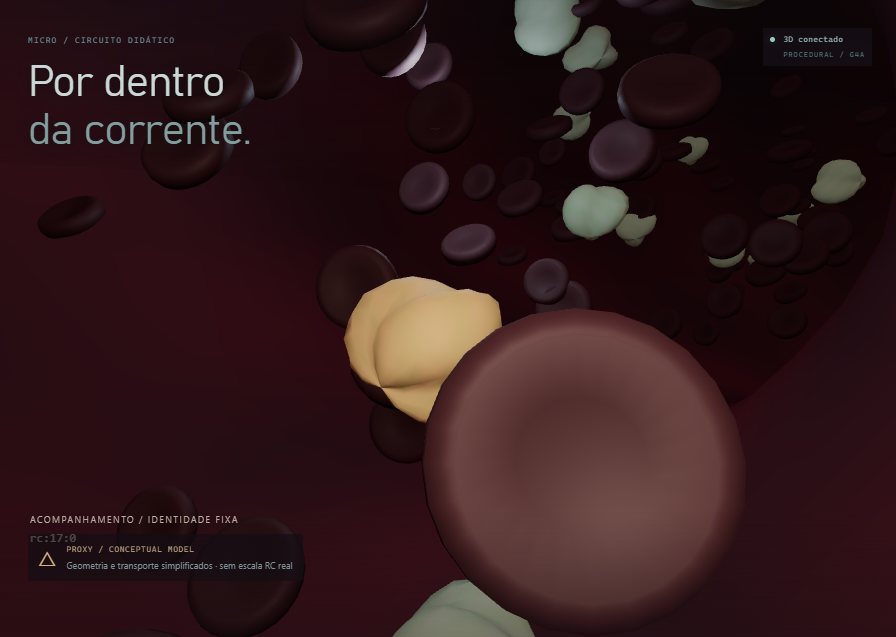 MICRO / CIRCUITO DIDÁTICO
Por dentro
da corrente.
3D conectado
PROCEDURAL / G4A
ACOMPANHAMENTO / IDENTIDADE FIXA
rc:17:0
PROXY / CONCEPTUAL MODEL
Geometria e transporte simplificados · sem escala RC real